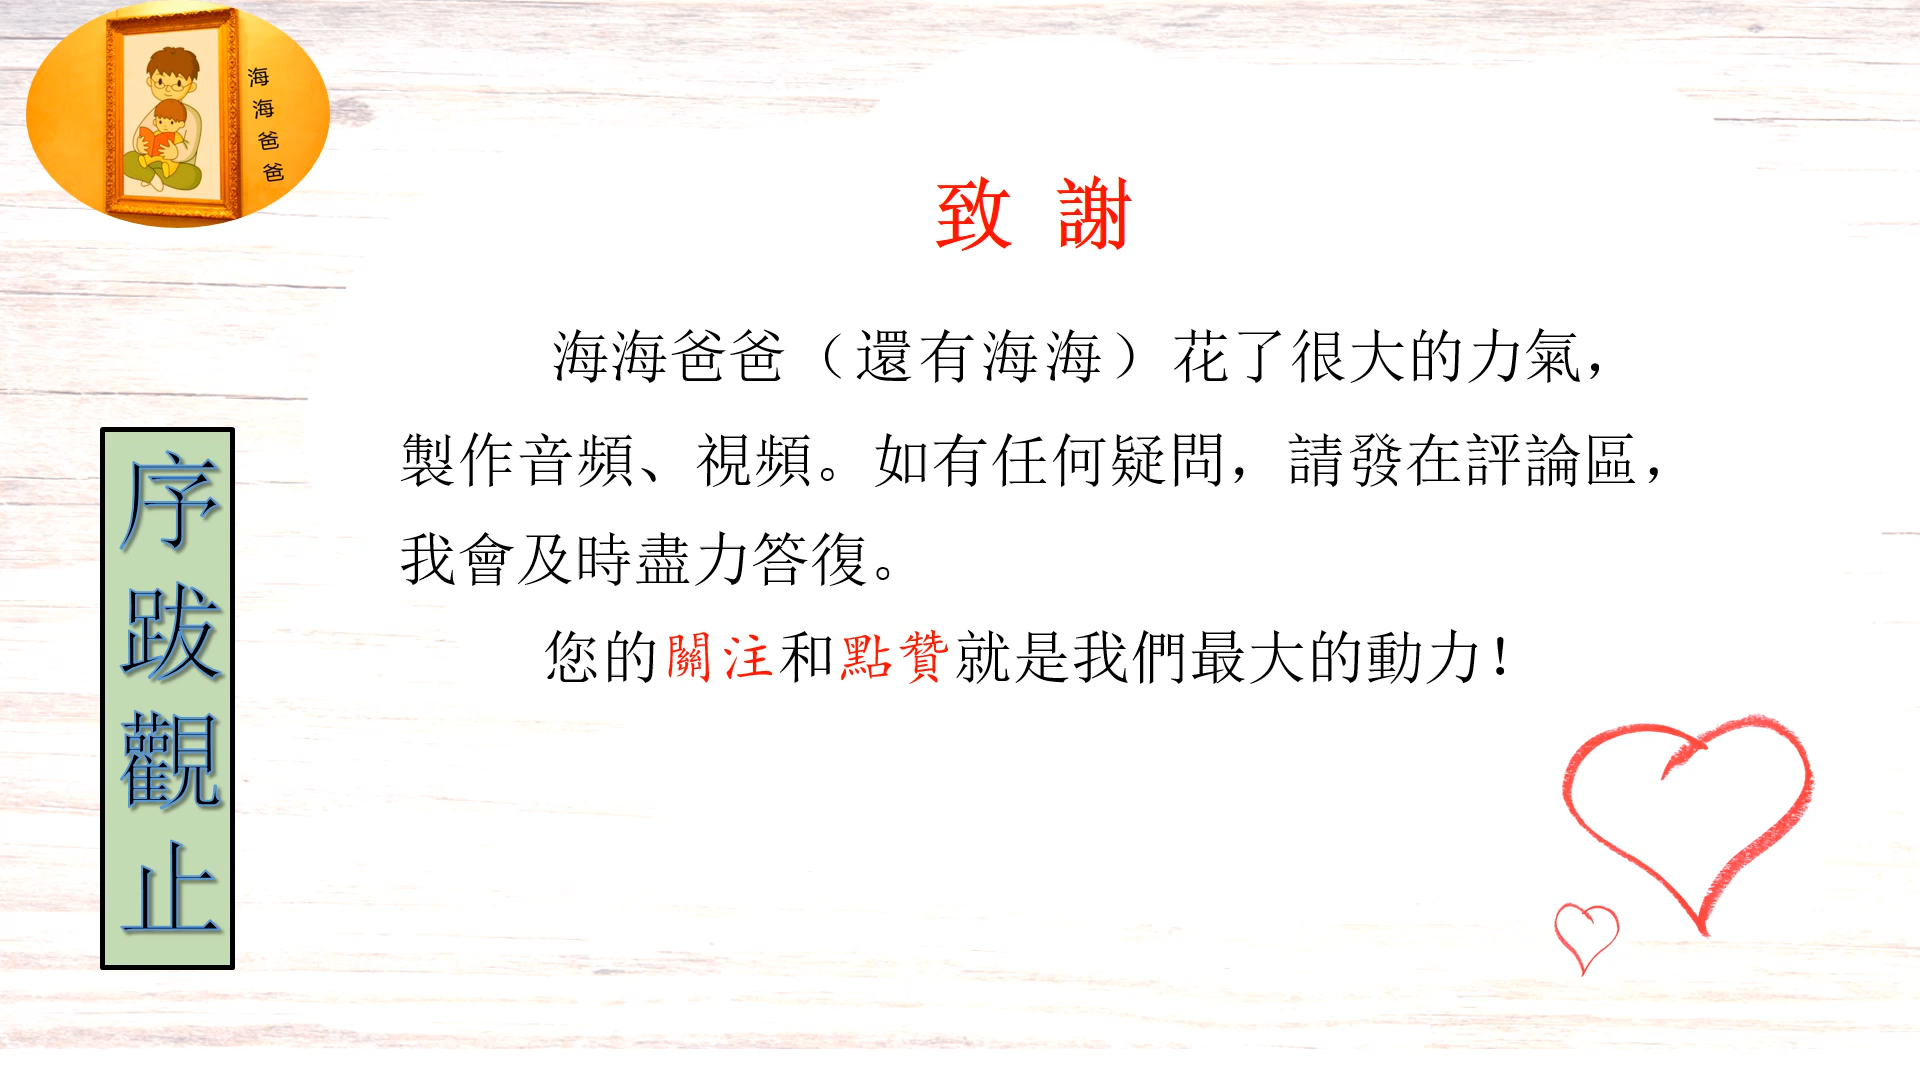 海海爸爸
致 謝
海海爸爸（還有海海）花了很大的力氣，
製作音頻、視頻。如有任何疑問，請發在評論區，
我會及時盡力答復。
您的關注和點贊就是我們最大的動力！
序跋觀止